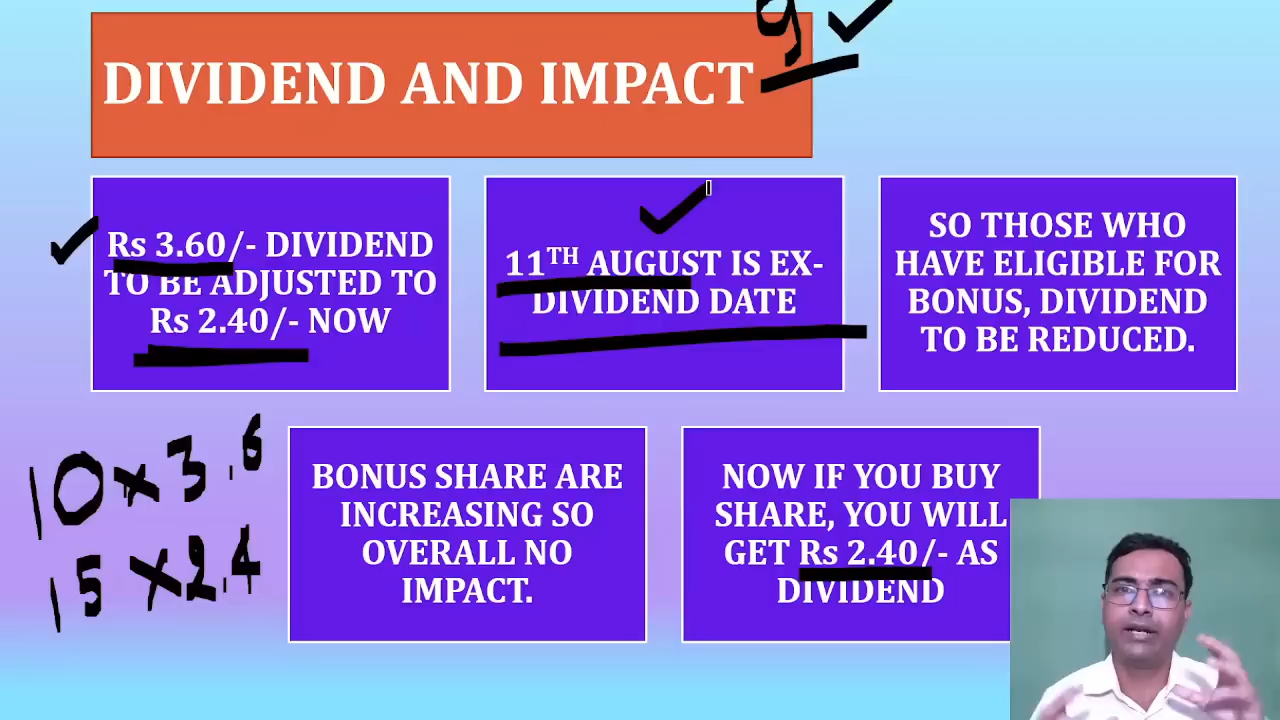 9
DIVIDEND AND IMPACT
Rs 3.60/- DIVIDEND
TO BE ADJUSTED TO
Rs 2.40/- NOW
11TH AUGUST IS EX-
DIVIDEND DATE
SO THOSE WHO
HAVE ELIGIBLE FOR
BONUS, DIVIDEND
TO BE REDUCED.
10 x 3.6
15 x 2.4
BONUS SHARE ARE
INCREASING SO
OVERALL NO
IMPACT.
NOW IF YOU BUY
SHARE, YOU WILL
GET Rs 2.40/- AS
DIVIDEND